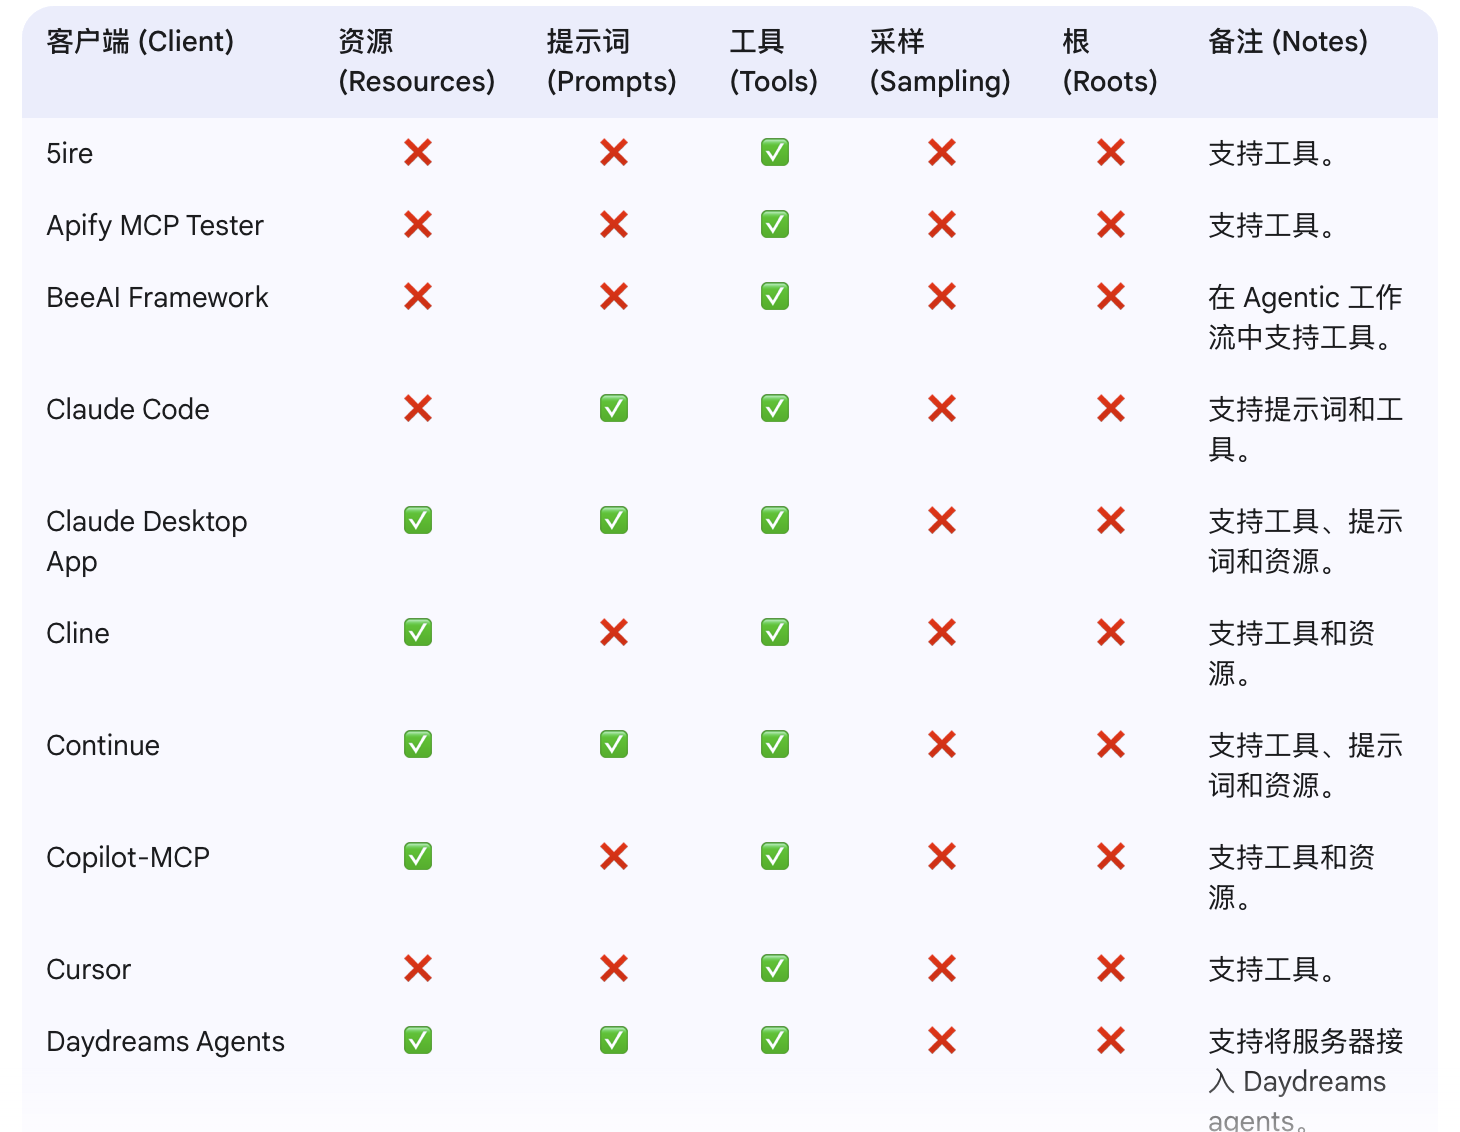 客户端 (Client) 资源 (Resources) 提示词 (Prompts) 工具 (Tools) 采样 (Sampling) 根 (Roots) 备注 (Notes)
5ire ❌ ❌ ✅ ❌ ❌ 支持工具。
Apify MCP Tester ❌ ❌ ✅ ❌ ❌ 支持工具。
BeeAI Framework ❌ ❌ ✅ ❌ ❌ 在 Agentic 工作
流中支持工具。
Claude Code ❌ ✅ ✅ ❌ ❌ 支持提示词和工
具。
Claude Desktop App ✅ ✅ ✅ ❌ ❌ 支持工具、提示
词和资源。
Cline ✅ ❌ ✅ ❌ ❌ 支持工具和资
源。
Continue ✅ ✅ ✅ ❌ ❌ 支持工具、提示
词和资源。
Copilot-MCP ✅ ❌ ✅ ❌ ❌ 支持工具和资
源。
Cursor ❌ ❌ ✅ ❌ ❌ 支持工具。
Daydreams Agents ✅ ✅ ✅ ❌ ❌ 支持将服务器接
入 Daydreams
agents。